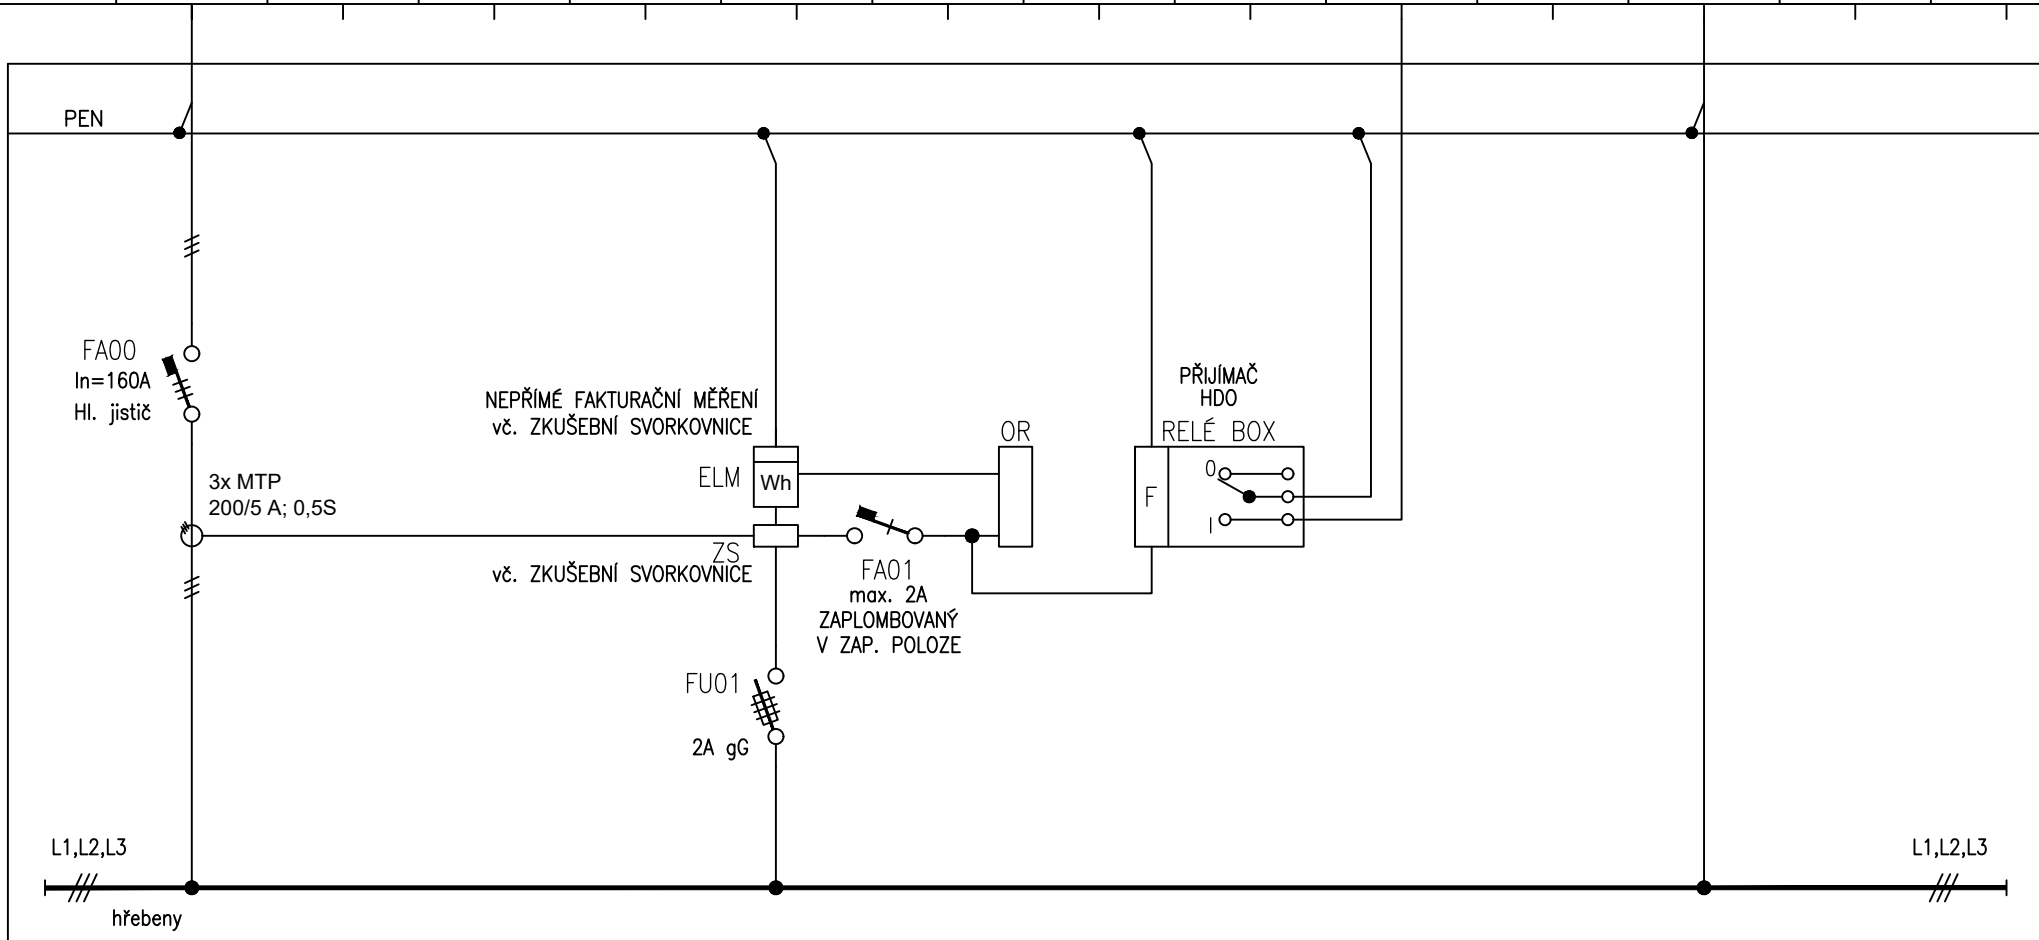 PEN
FA00
In=160A
Hl. jistič
3x MTP
200/5 A; 0,5S
NEPŘÍMÉ FAKTURAČNÍ MĚŘENÍ
vč. ZKUŠEBNÍ SVORKOVNICE
ELM
Wh
ZS
vč. ZKUŠEBNÍ SVORKOVNICE
OR
FA01
max. 2A
ZAPLOMBOVANÝ
V ZAP. POLOZE
PŘIJÍMAČ
HDO
RELÉ BOX
F
0
I
FU01
2A gG
L1,L2,L3
hřebeny
L1,L2,L3